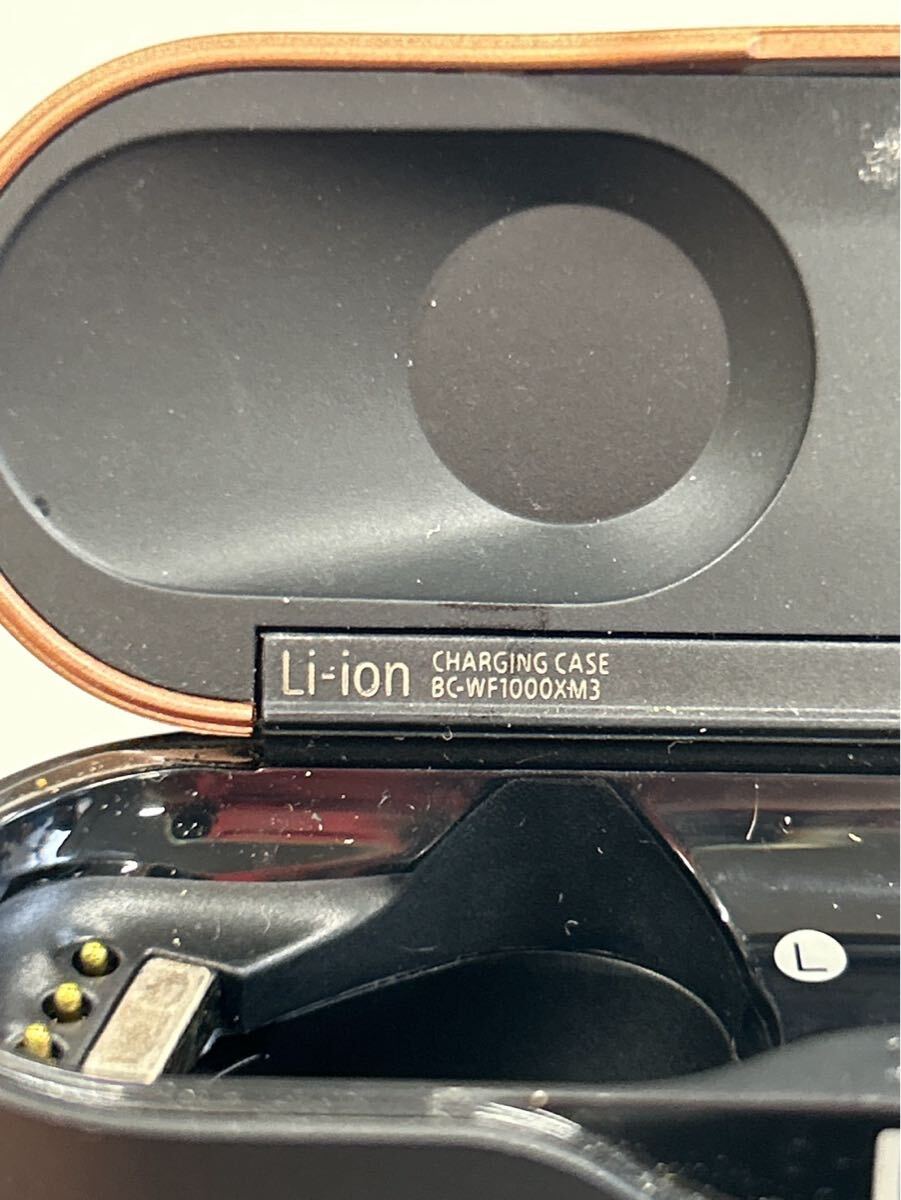 Li-ion
CHARGING CASE
BC-WF1000XM3
L